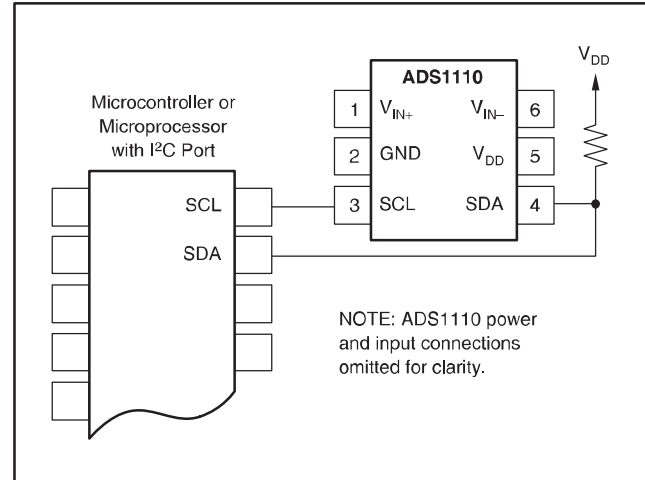 Microcontroller or
Microprocessor
with I²C Port
SCL
SDA
ADS1110
1 V_IN+ V_IN– 6
2 GND V_DD 5
3 SCL SDA 4
V_DD
NOTE: ADS1110 power
and input connections
omitted for clarity.